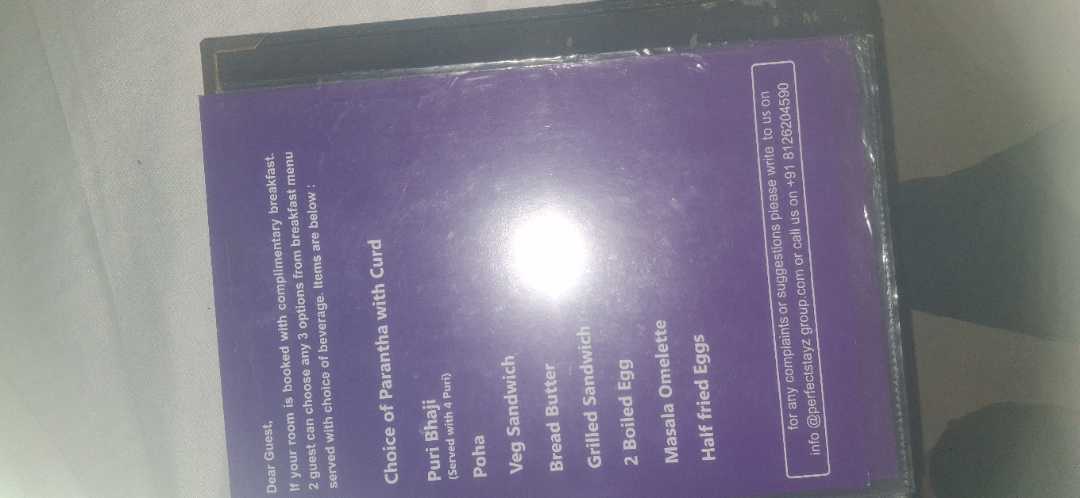 Dear Guest,
If your room is booked with complimentary breakfast.
2 guest can choose any 3 options from breakfast menu
served with choice of beverage. Items are below :
Choice of Parantha with Curd
Puri Bhaji
(Served with 4 Puri)
Poha
Veg Sandwich
Bread Butter
Grilled Sandwich
2 Boiled Egg
Masala Omelette
Half fried Eggs
for any complaints or suggestions please write to us on
info @perfectstayz group.com or call us on +91 8126204590